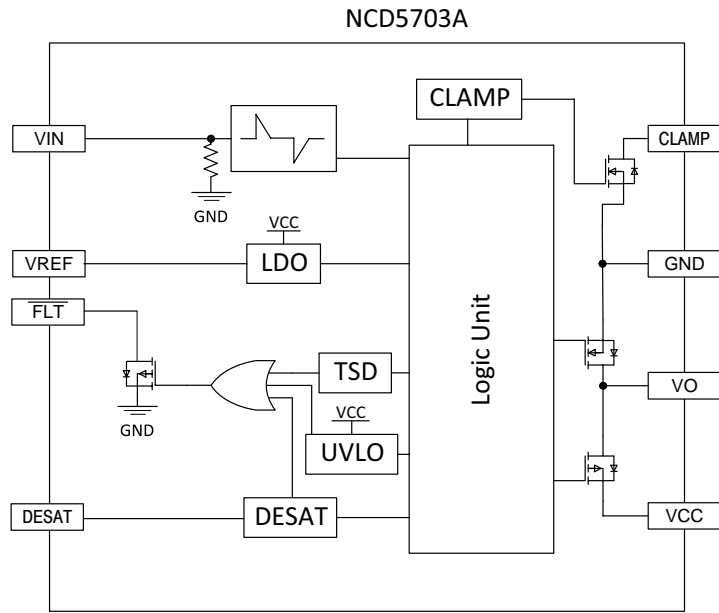 NCD5703A
CLAMP
VIN
CLAMP
GND
VCC
VREF
LDO
GND
FLT
Logic Unit
TSD
VO
GND
VCC
UVLO
DESAT
DESAT
VCC